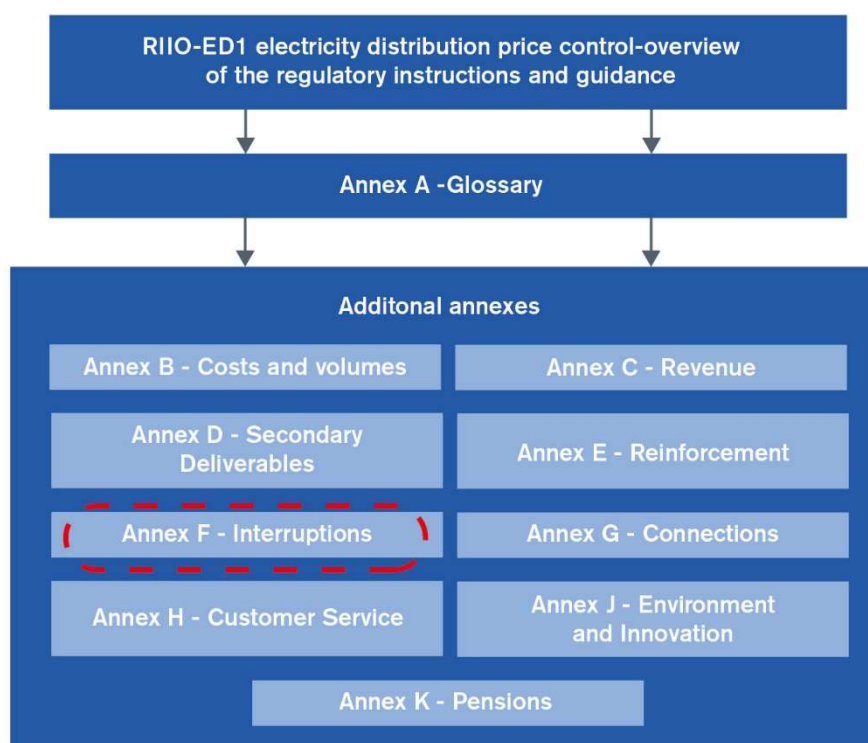 RIIO-ED1 electricity distribution price control-overview
of the regulatory instructions and guidance
Annex A -Glossary
Additonal annexes
Annex B - Costs and volumes
Annex C - Revenue
Annex D - Secondary
Deliverables
Annex E - Reinforcement
Annex F - Interruptions
Annex G - Connections
Annex H - Customer Service
Annex J - Environment
and Innovation
Annex K - Pensions